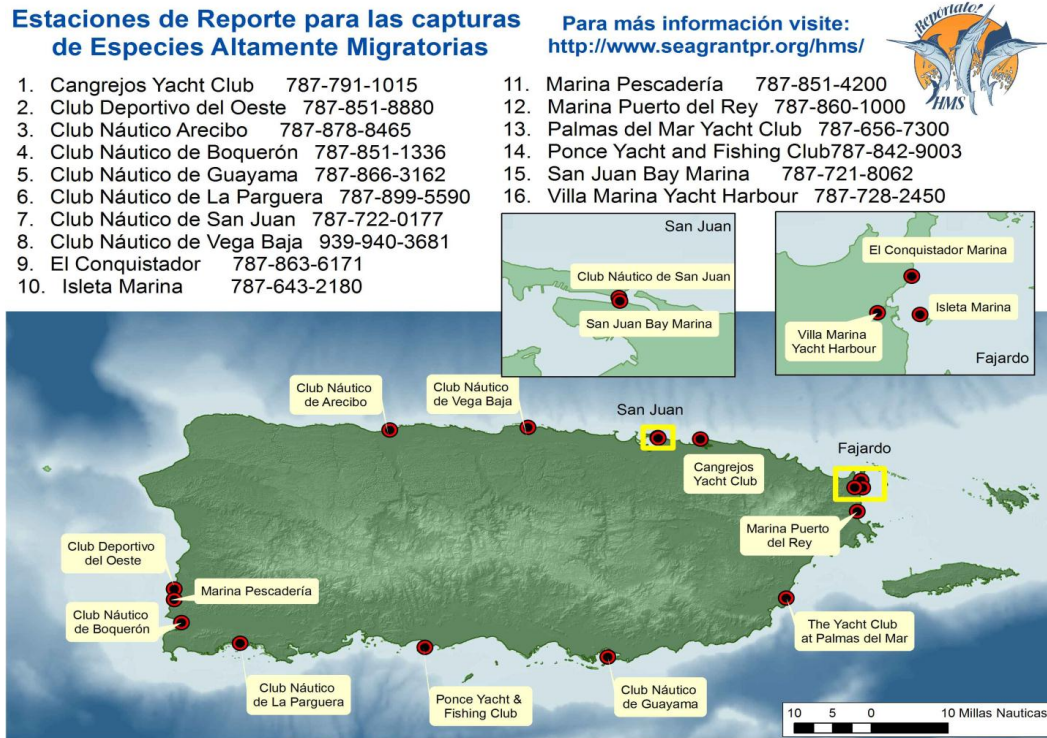 Estaciones de Reporte para las capturas
de Especies Altamente Migratorias
Para más información visite:
http://www.seagrantpr.org/hms/
¡Repórtalo!
HMS
1. Cangrejos Yacht Club 787-791-1015
2. Club Deportivo del Oeste 787-851-8880
3. Club Náutico Arecibo 787-878-8465
4. Club Náutico de Boquerón 787-851-1336
5. Club Náutico de Guayama 787-866-3162
6. Club Náutico de La Parguera 787-899-5590
7. Club Náutico de San Juan 787-722-0177
8. Club Náutico de Vega Baja 939-940-3681
9. El Conquistador 787-863-6171
10. Isleta Marina 787-643-2180
11. Marina Pescadería 787-851-4200
12. Marina Puerto del Rey 787-860-1000
13. Palmas del Mar Yacht Club 787-656-7300
14. Ponce Yacht and Fishing Club787-842-9003
15. San Juan Bay Marina 787-721-8062
16. Villa Marina Yacht Harbour 787-728-2450
San Juan
Club Náutico de San Juan
San Juan Bay Marina
El Conquistador Marina
Isleta Marina
Villa Marina
Yacht Harbour
Fajardo
Club Náutico
de Arecibo
Club Náutico
de Vega Baja
San Juan
Cangrejos
Yacht Club
Fajardo
Marina Puerto
del Rey
Club Deportivo
del Oeste
Marina Pescadería
Club Náutico
de Boquerón
The Yacht Club
at Palmas del Mar
Club Náutico
de La Parguera
Ponce Yacht &
Fishing Club
Club Náutico
de Guayama
10 5 0 10 Millas Nauticas